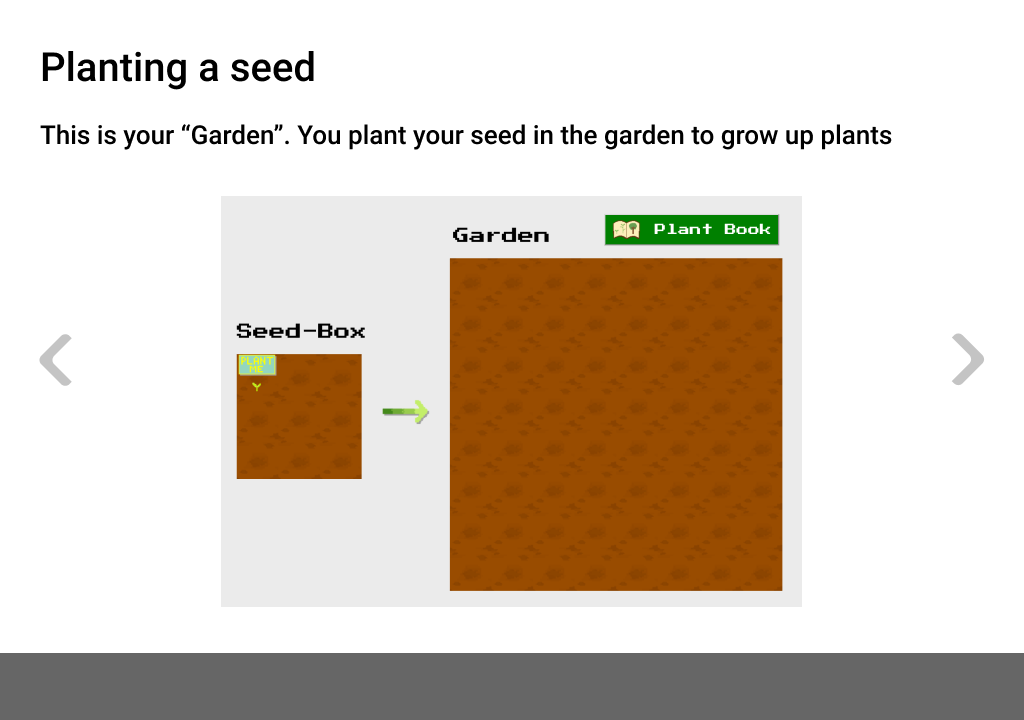 Planting a seed
This is your “Garden”. You plant your seed in the garden to grow up plants
Garden
Plant Book
Seed-Box
PLANT
ME